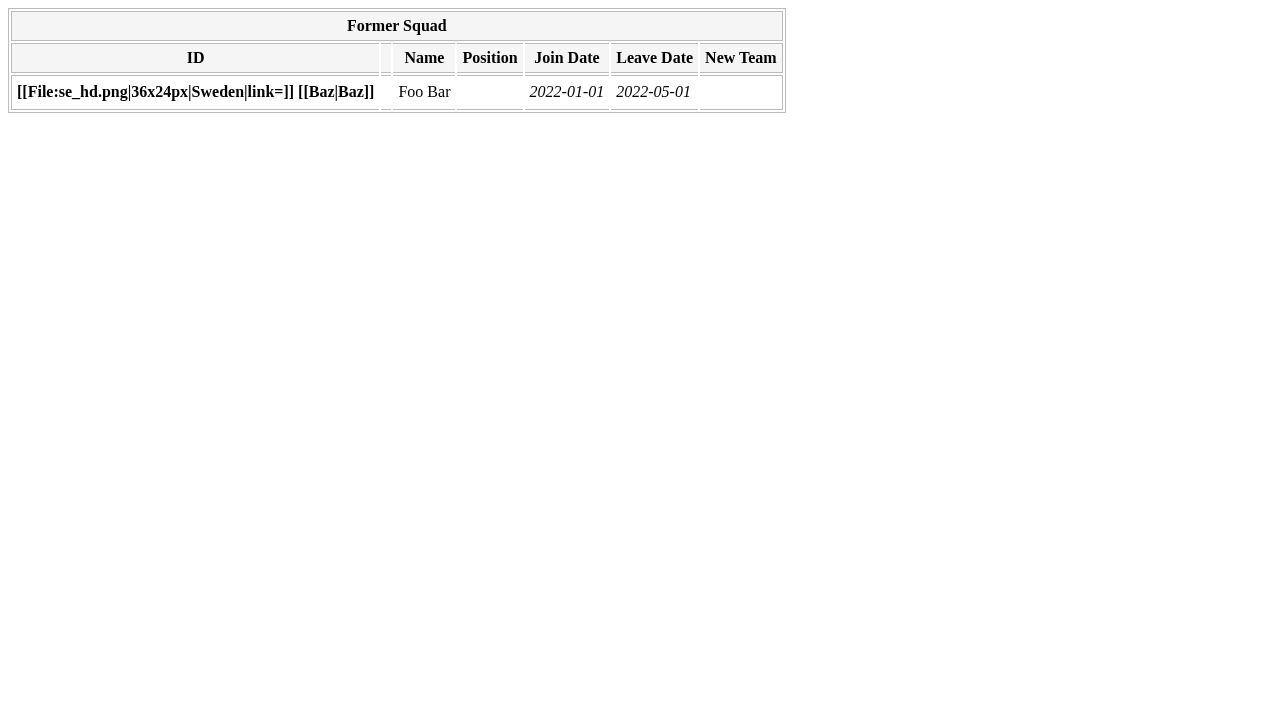 Former Squad
ID Name Position Join Date Leave Date New Team
[[File:se_hd.png|36x24px|Sweden|link=]] [[Baz|Baz]] Foo Bar 2022-01-01 2022-05-01